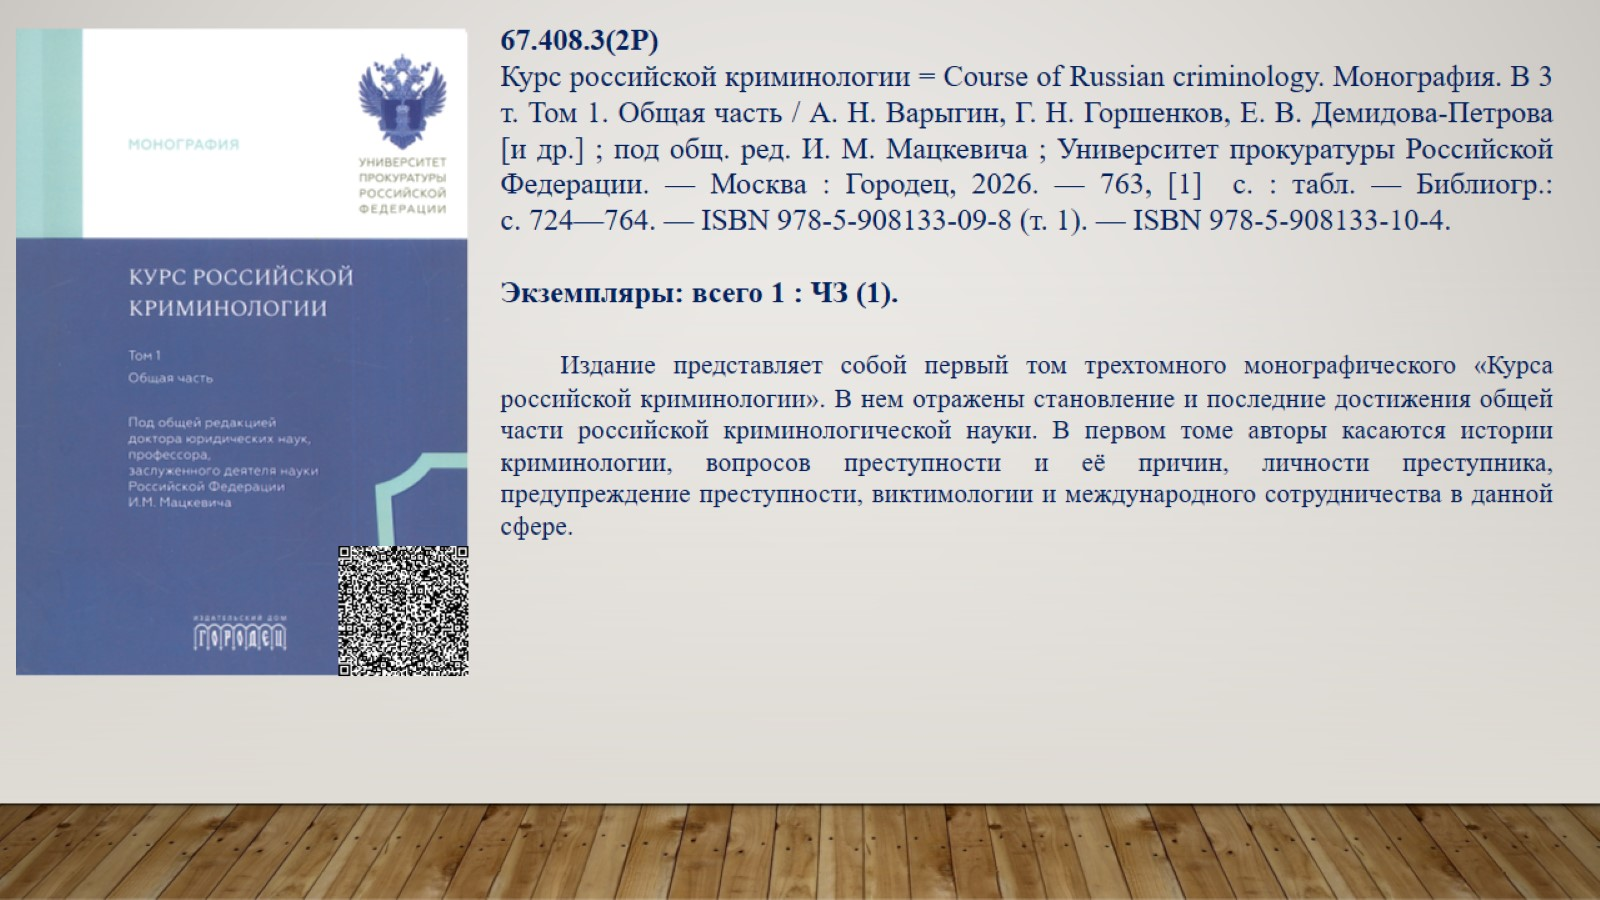 МОНОГРАФИЯ
УНИВЕРСИТЕТ
ПРОКУРАТУРЫ
РОССИЙСКОЙ
ФЕДЕРАЦИИ
КУРС РОССИЙСКОЙ
КРИМИНОЛОГИИ
Том 1
Общая часть
Под общей редакцией
доктора юридических наук,
профессора,
заслуженного деятеля науки
Российской Федерации
И.М. Мацкевича
ИЗДАТЕЛЬСКИЙ ДОМ
ГОРОДЕЦ
67.408.3(2Р)
Курс российской криминологии = Course of Russian criminology. Монография. В 3
т. Том 1. Общая часть / А. Н. Варыгин, Г. Н. Горшенков, Е. В. Демидова-Петрова
[и др.] ; под общ. ред. И. М. Мацкевича ; Университет прокуратуры Российской
Федерации. — Москва : Городец, 2026. — 763, [1] с. : табл. — Библиогр.:
с. 724—764. — ISBN 978-5-908133-09-8 (т. 1). — ISBN 978-5-908133-10-4.
Экземпляры: всего 1 : ЧЗ (1).
Издание представляет собой первый том трехтомного монографического «Курса
российской криминологии». В нем отражены становление и последние достижения общей
части российской криминологической науки. В первом томе авторы касаются истории
криминологии, вопросов преступности и её причин, личности преступника,
предупреждение преступности, виктимологии и международного сотрудничества в данной
сфере.